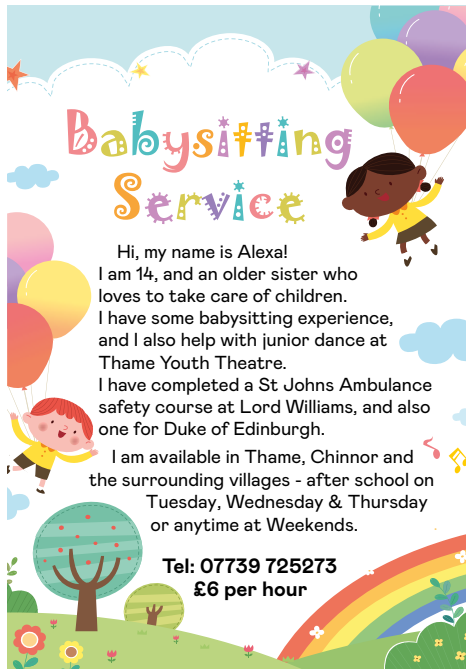 Babysitting
Service
Hi, my name is Alexa!
I am 14, and an older sister who
loves to take care of children.
I have some babysitting experience,
and I also help with junior dance at
Thame Youth Theatre.
I have completed a St Johns Ambulance
safety course at Lord Williams, and also
one for Duke of Edinburgh.
I am available in Thame, Chinnor and
the surrounding villages - after school on
Tuesday, Wednesday & Thursday
or anytime at Weekends.
Tel: 07739 725273
£6 per hour